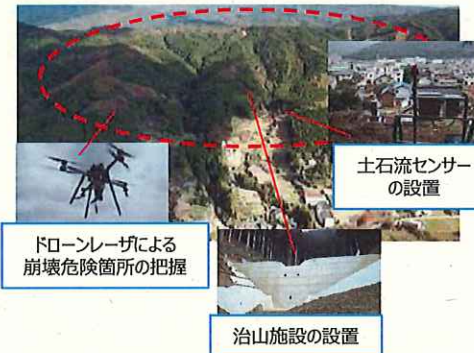 土石流センサー
の設置
ドローンレーザによる
崩壊危険箇所の把握
治山施設の設置